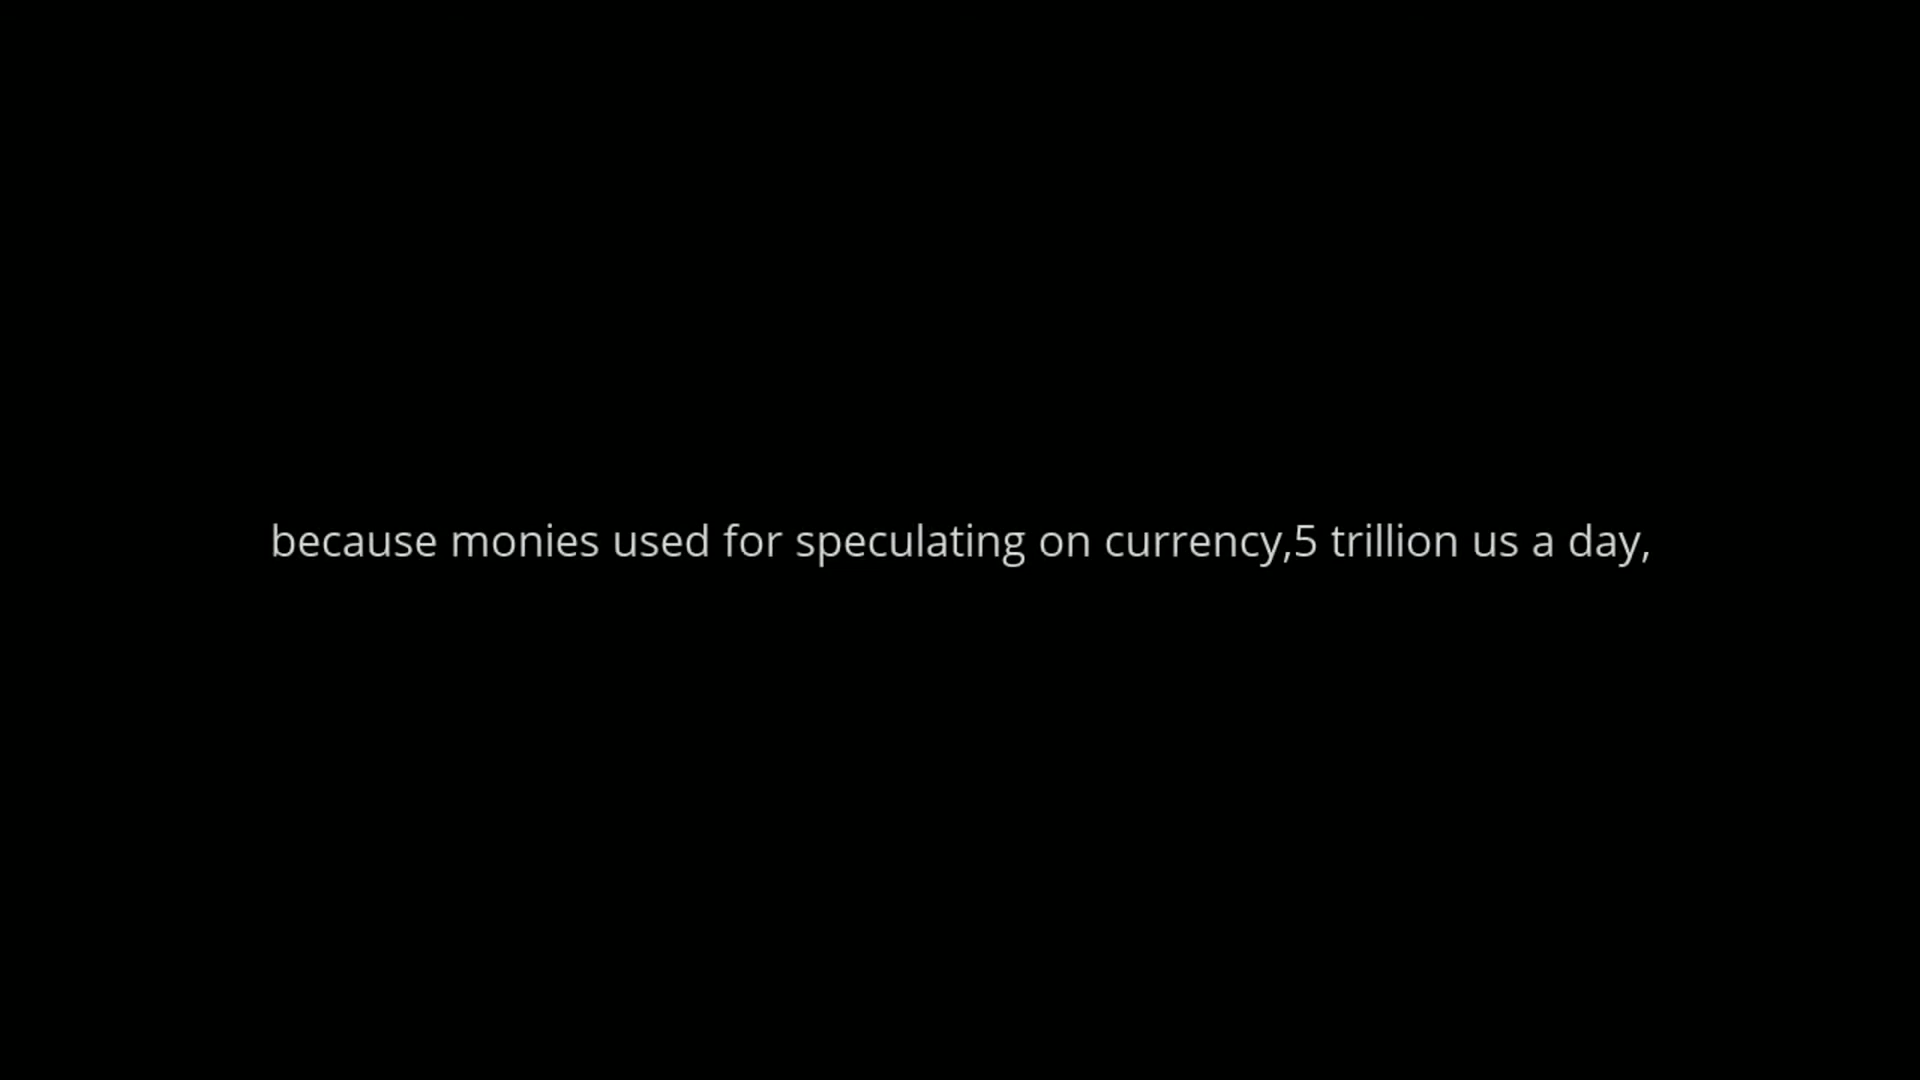 because monies used for speculating on currency,5 trillion us a day,